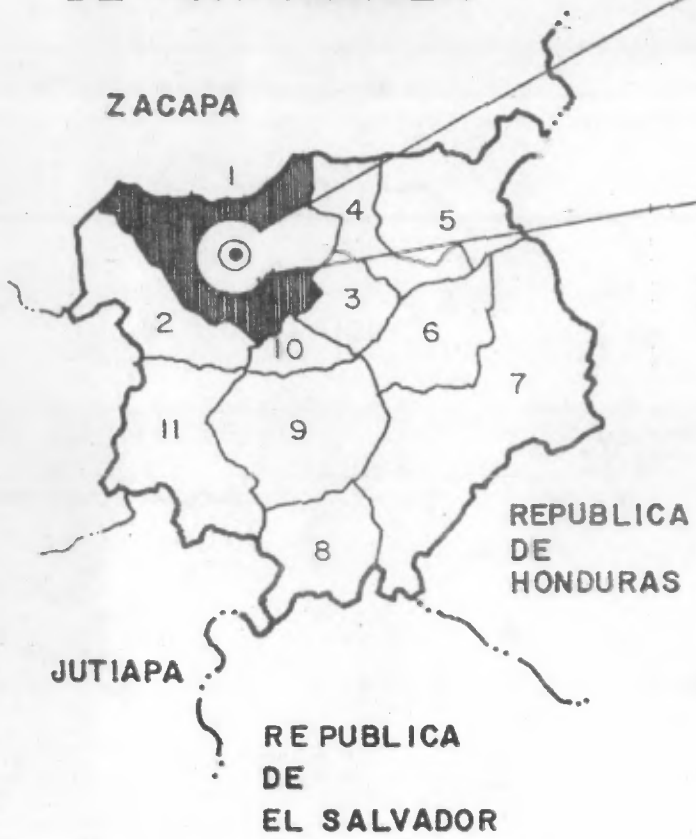 ZACAPA
1
4
5
2
3
10
6
7
11
9
8
REPUBLICA
DE
HONDURAS
JUTIAPA
REPUBLICA
DE
EL SALVADOR